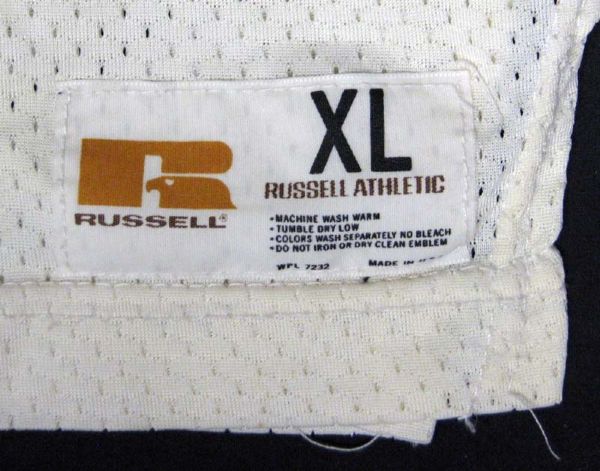 XL
RUSSELL ATHLETIC
RUSSELL®
•MACHINE WASH WARM
•TUMBLE DRY LOW
•COLORS WASH SEPARATELY NO BLEACH
•DO NOT IRON OR DRY CLEAN EMBLEM
WPL 7232 MADE IN